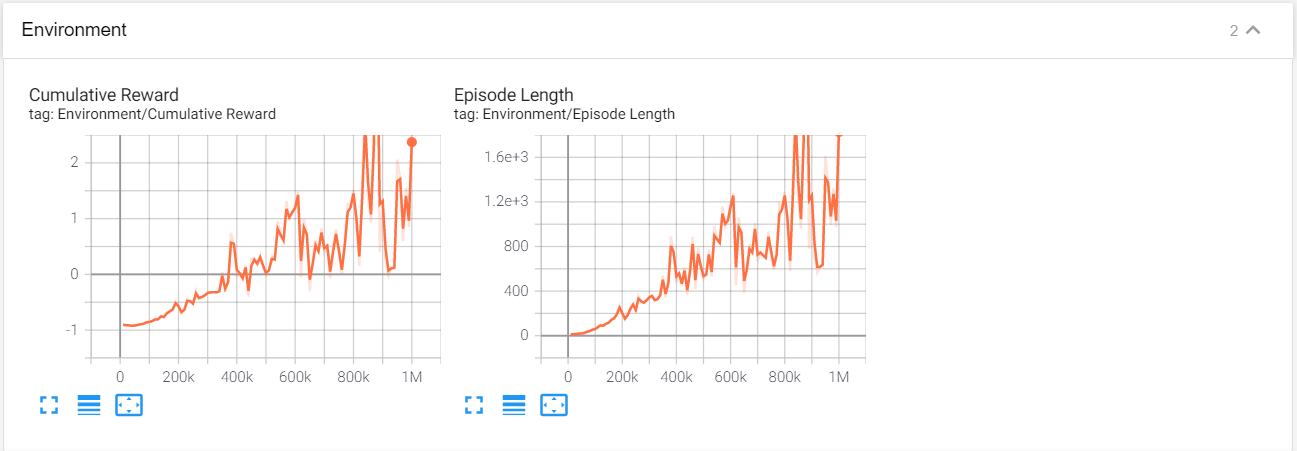 Environment
2
Cumulative Reward
tag: Environment/Cumulative Reward
2
1
0
-1
0 200k 400k 600k 800k 1M
Episode Length
tag: Environment/Episode Length
1.6e+3
1.2e+3
800
400
0
0 200k 400k 600k 800k 1M